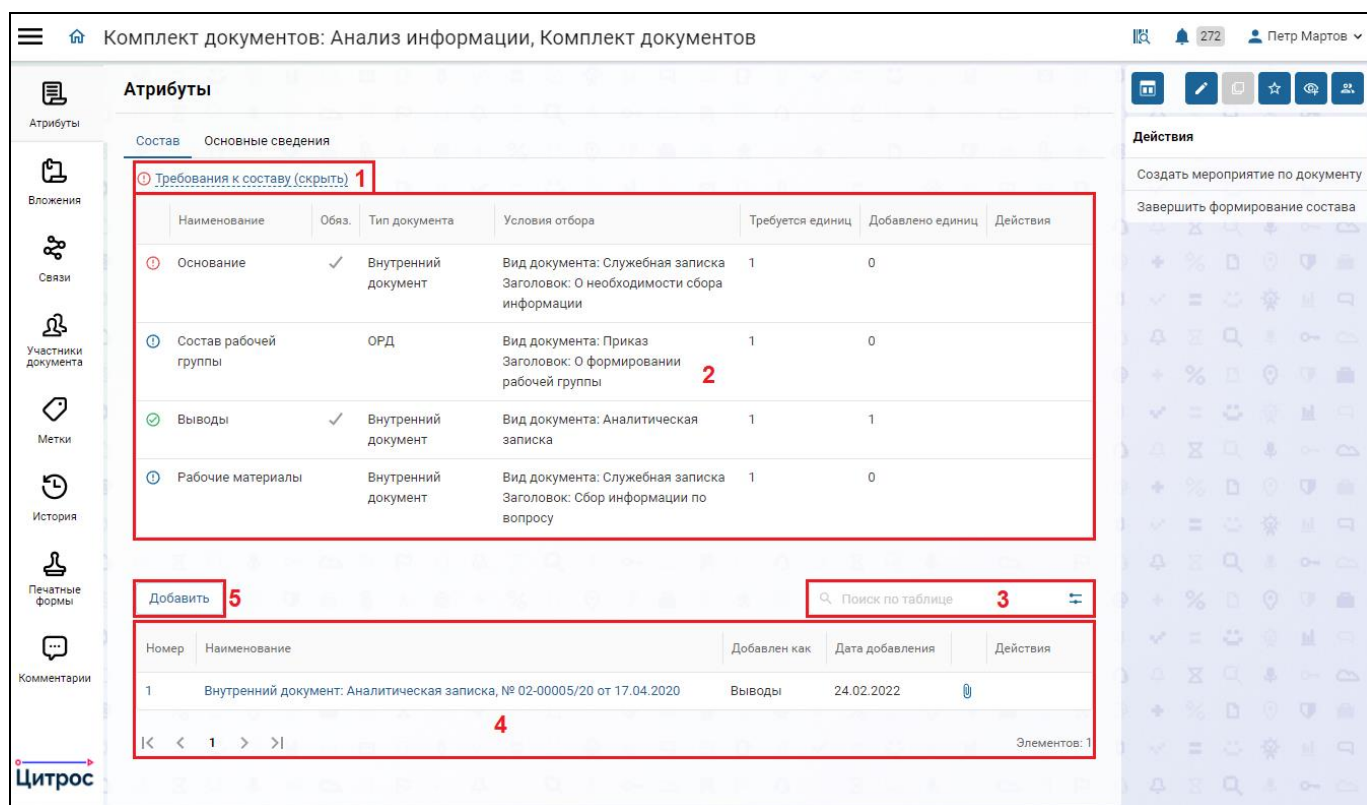 Комплект документов: Анализ информации, Комплект документов
272
Петр Мартов
Атрибуты
Вложения
Связи
Участники
документа
Метки
История
Печатные
формы
Комментарии
Цитрос
Атрибуты
Состав Основные сведения
Требования к составу (скрыть) 1
Наименование Обяз. Тип документа Условия отбора Требуется единиц Добавлено единиц Действия
Основание Внутренний Вид документа: Служебная записка 1 0
документ Заголовок: О необходимости сбора
информации
Состав рабочей ОРД Вид документа: Приказ 1 0
группы Заголовок: О формировании
рабочей группы 2
Выводы Внутренний Вид документа: Аналитическая 1 1
документ записка
Рабочие материалы Внутренний Вид документа: Служебная записка 1 0
документ Заголовок: Сбор информации по
вопросу
Добавить 5 Поиск по таблице 3
Номер Наименование Добавлен как Дата добавления Действия
1 Внутренний документ: Аналитическая записка, № 02-00005/20 от 17.04.2020 Выводы 24.02.2022
4
1 Элементов: 1
Действия
Создать мероприятие по документу
Завершить формирование состава